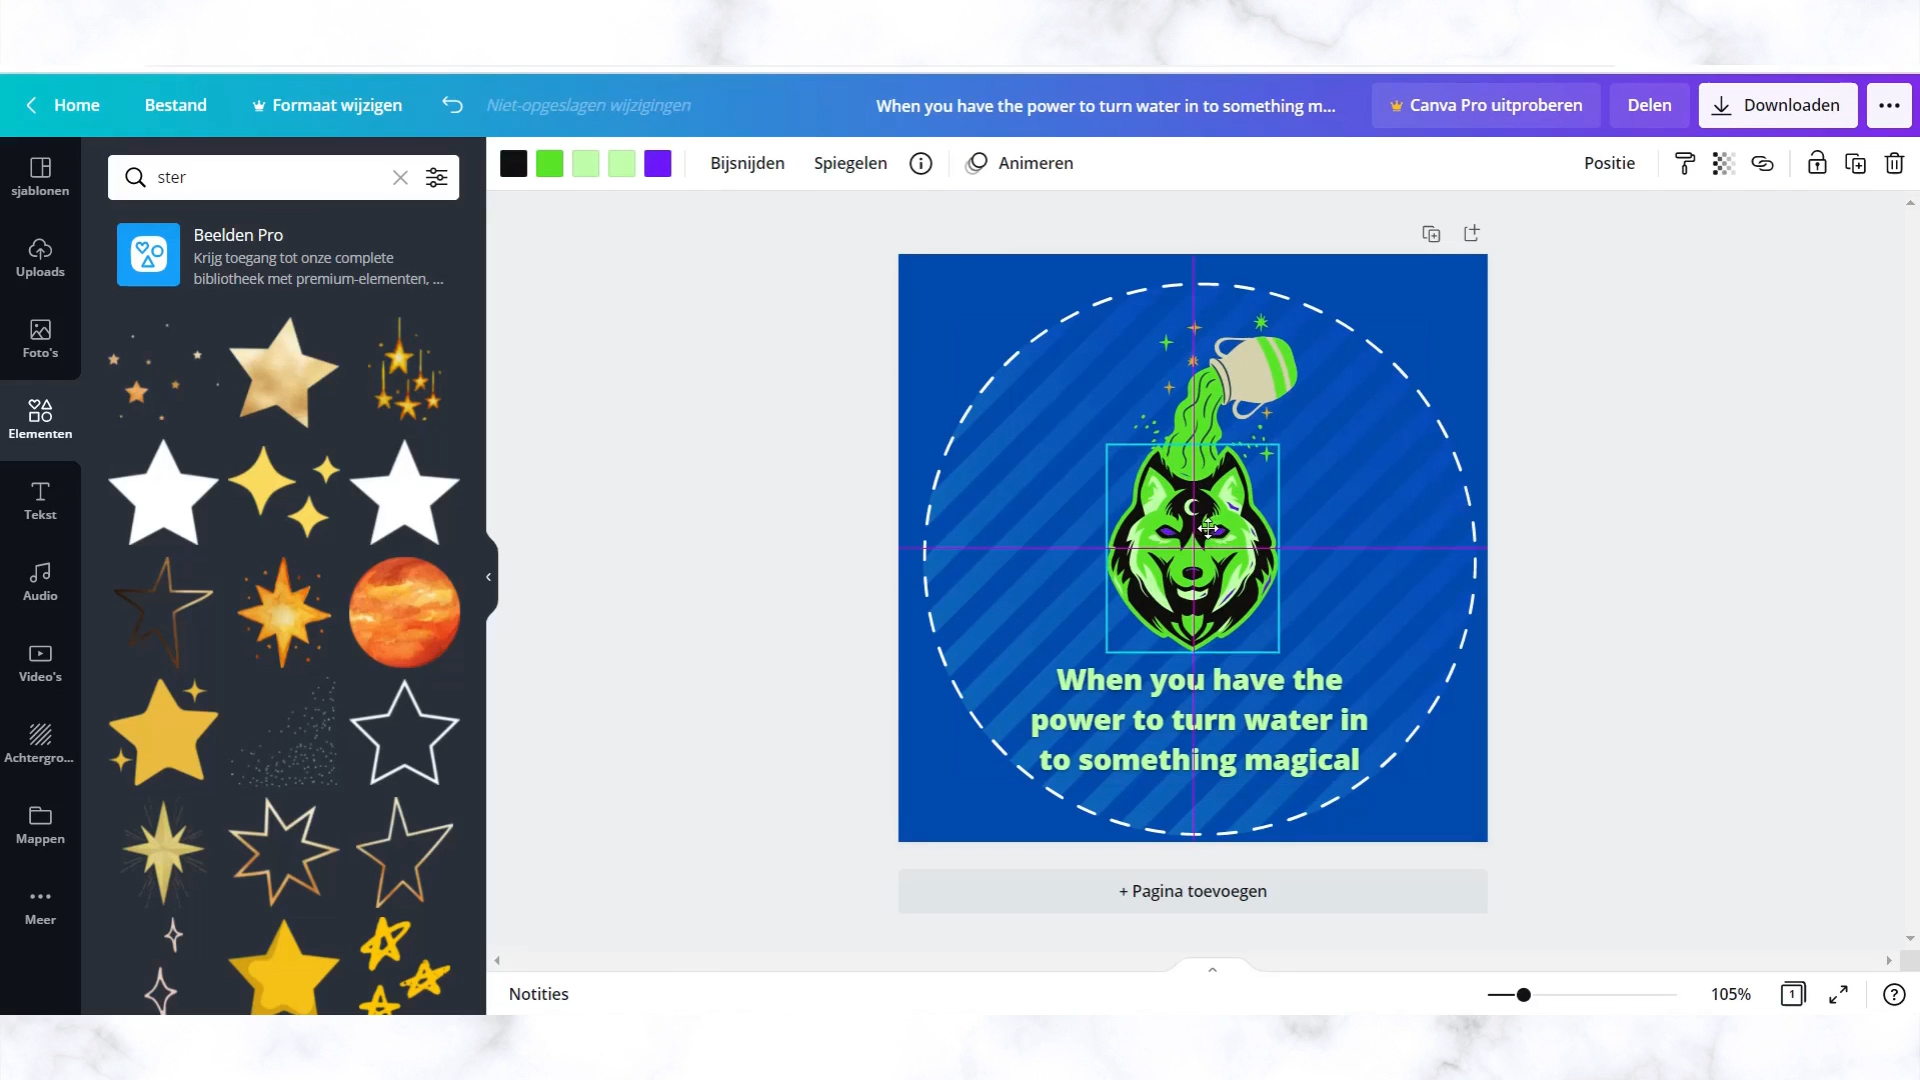 Home
Bestand
Formaat wijzigen
Niet-opgeslagen wijzigingen
When you have the power to turn water in to something m...
Canva Pro uitproberen
Delen
Downloaden
sjablonen
Uploads
Foto's
Elementen
Tekst
Audio
Video's
Achtergro...
Mappen
Meer
ster
Beelden Pro
Krijg toegang tot onze complete
bibliotheek met premium-elementen, ...
Bijsnijden
Spiegelen
Animeren
Positie
When you have the
power to turn water in
to something magical
+ Pagina toevoegen
Notities
105%
1